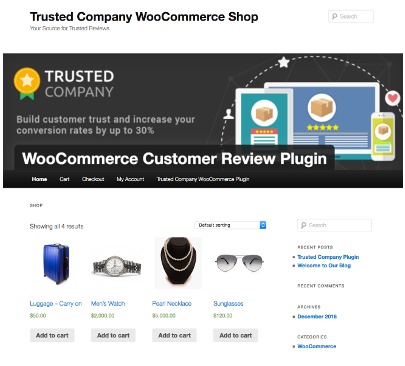 Trusted Company WooCommerce Shop
Search
Your Source for Trusted Reviews
TRUSTED
COMPANY
Build customer trust and increase your
conversion rates by up to 30%
WooCommerce Customer Review Plugin
Home Cart Checkout My Account Trusted Company WooCommerce Plugin
SHOP
Showing all 4 results
Default sorting
Search
RECENT POSTS
Trusted Company Plugin
Welcome to Our Blog
RECENT COMMENTS
ARCHIVES
December 2016
CATEGORIES
WooCommerce
Luggage – Carry on Men's Watch Pearl Necklace Sunglasses
$50.00 $2,000.00 $5,000.00 $120.00
Add to cart Add to cart Add to cart Add to cart